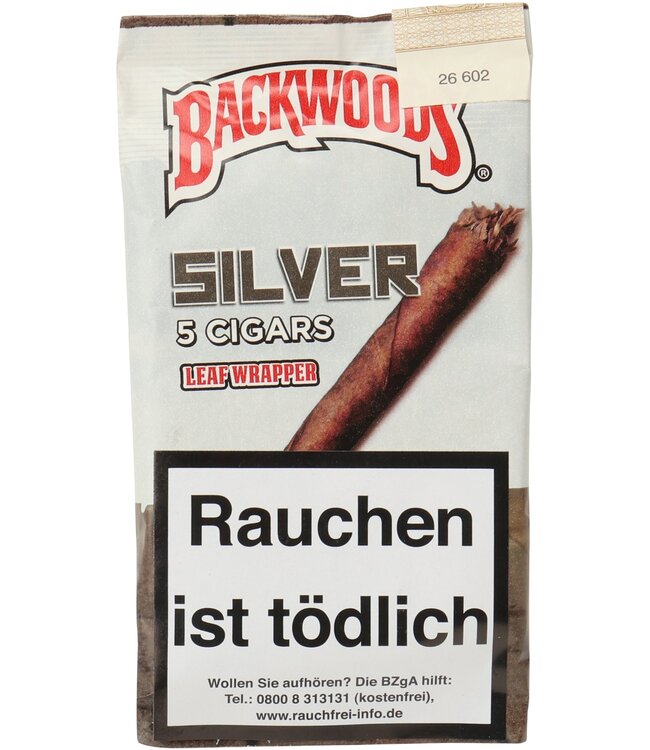 26 602
BACKWOODS®
SILVER
5 CIGARS
LEAF WRAPPER
Rauchen
ist tödlich
Wollen Sie aufhören? Die BZgA hilft:
Tel.: 0800 8 313131 (kostenfrei),
www.rauchfrei-info.de